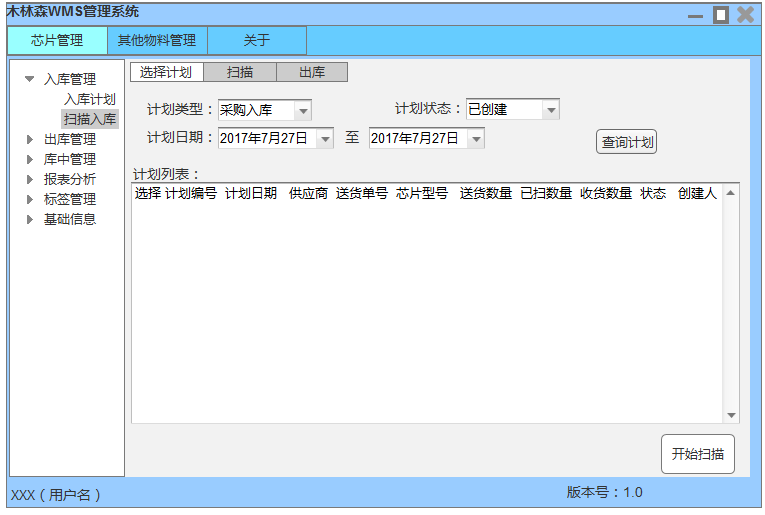 木林森WMS管理系统
芯片管理 其他物料管理 关于
入库管理
入库计划
扫描入库
出库管理
库中管理
报表分析
标签管理
基础信息
选择计划 扫描 出库
计划类型：采购入库 计划状态：已创建
计划日期：2017年7月27日 至 2017年7月27日 查询计划
计划列表：
选择 计划编号 计划日期 供应商 送货单号 芯片型号 送货数量 已扫数量 收货数量 状态 创建人
开始扫描
XXX（用户名） 版本号：1.0